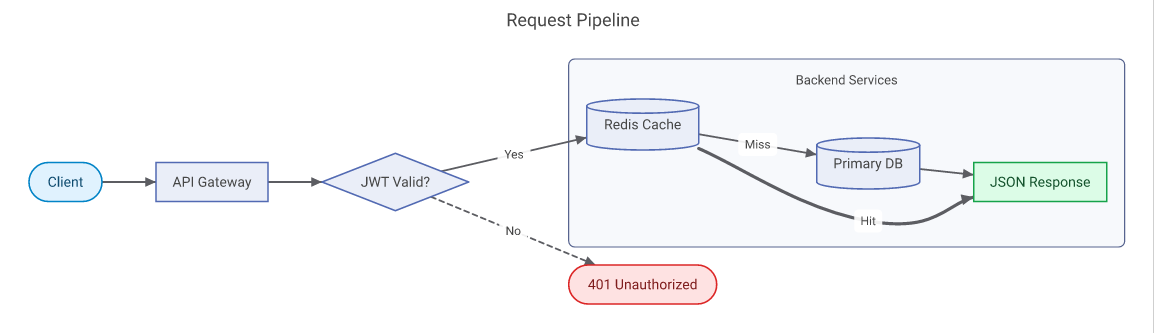 Request Pipeline
Backend Services
Client
API Gateway
JWT Valid?
Yes
No
Redis Cache
Miss
Primary DB
Hit
JSON Response
401 Unauthorized